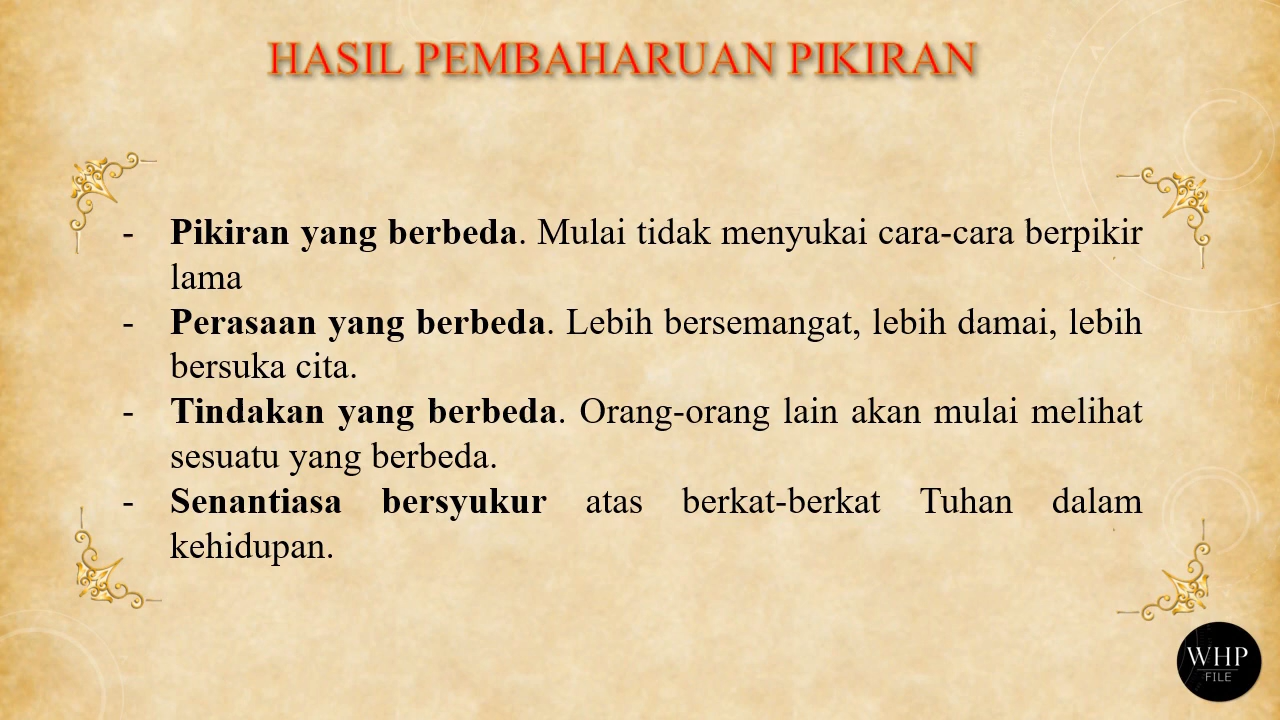 HASIL PEMBAHARUAN PIKIRAN
- Pikiran yang berbeda. Mulai tidak menyukai cara-cara berpikir
lama
- Perasaan yang berbeda. Lebih bersemangat, lebih damai, lebih
bersuka cita.
- Tindakan yang berbeda. Orang-orang lain akan mulai melihat
sesuatu yang berbeda.
- Senantiasa bersyukur atas berkat-berkat Tuhan dalam
kehidupan.
WHP
FILE